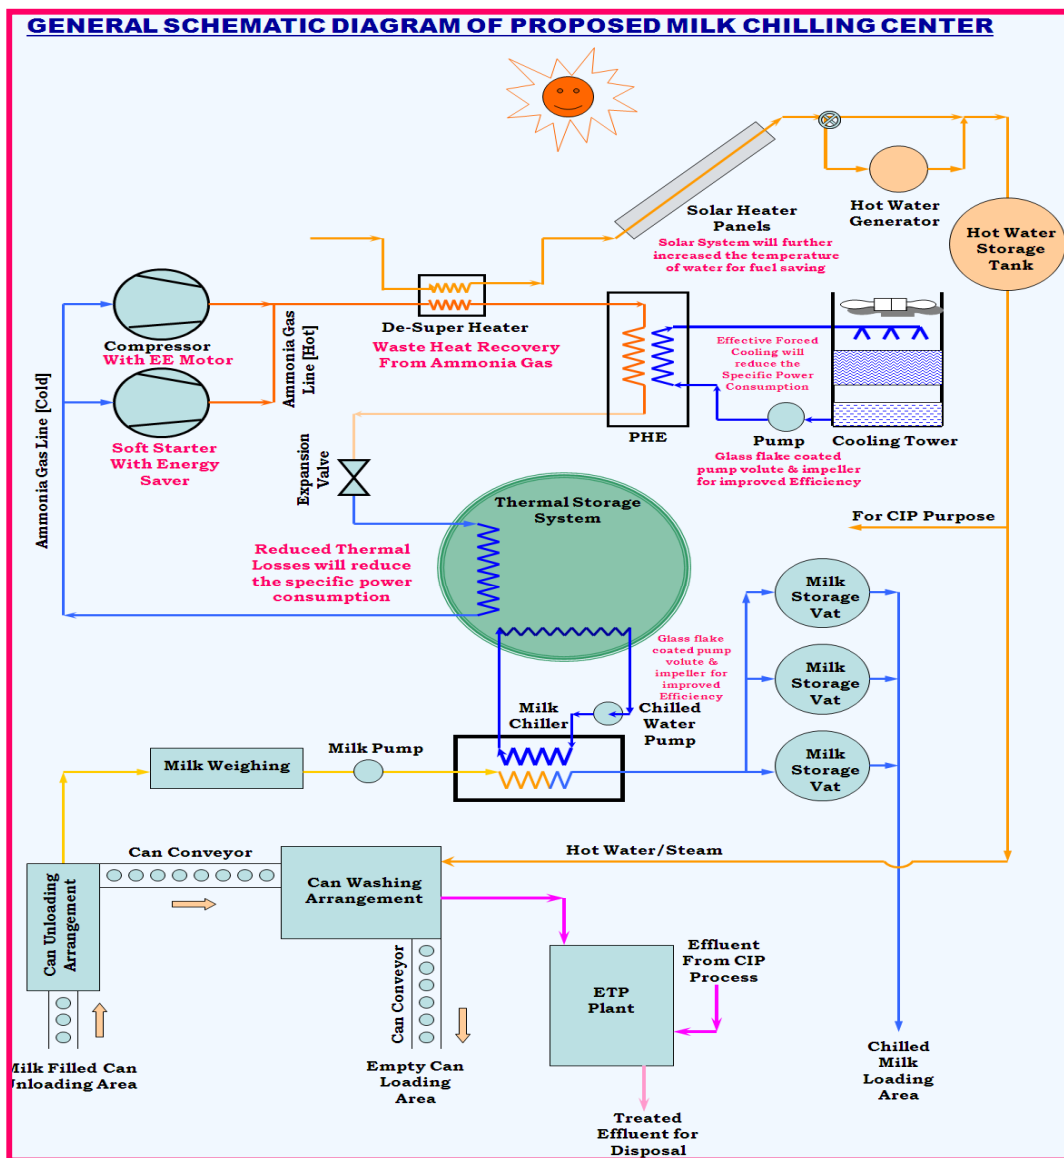 GENERAL SCHEMATIC DIAGRAM OF PROPOSED MILK CHILLING CENTER
Solar Heater
Panels
Solar System will further
increased the temperature
of water for fuel saving
Hot Water
Generator
Hot Water
Storage
Tank
Compressor
With EE Motor
Soft Starter
With Energy
Saver
Ammonia Gas Line [Cold]
Ammonia Gas
Line [Hot]
De-Super Heater
Waste Heat Recovery
From Ammonia Gas
PHE
Effective Forced
Cooling will
reduce the
Specific Power
Consumption
Pump
Glass flake coated
pump volute & impeller
for improved Efficiency
Cooling Tower
Expansion
Valve
Thermal Storage
System
Reduced Thermal
Losses will reduce
the specific power
consumption
For CIP Purpose
Glass flake
coated pump
volute &
impeller for
improved
Efficiency
Milk
Chiller
Chilled
Water
Pump
Milk
Storage
Vat
Milk
Storage
Vat
Milk
Storage
Vat
Milk Weighing
Milk Pump
Can Conveyor
Can Unloading
Arrangement
Can Washing
Arrangement
Hot Water/Steam
Can Conveyor
ETP
Plant
Effluent
From CIP
Process
Milk Filled Can
Unloading Area
Empty Can
Loading
Area
Treated
Effluent for
Disposal
Chilled
Milk
Loading
Area